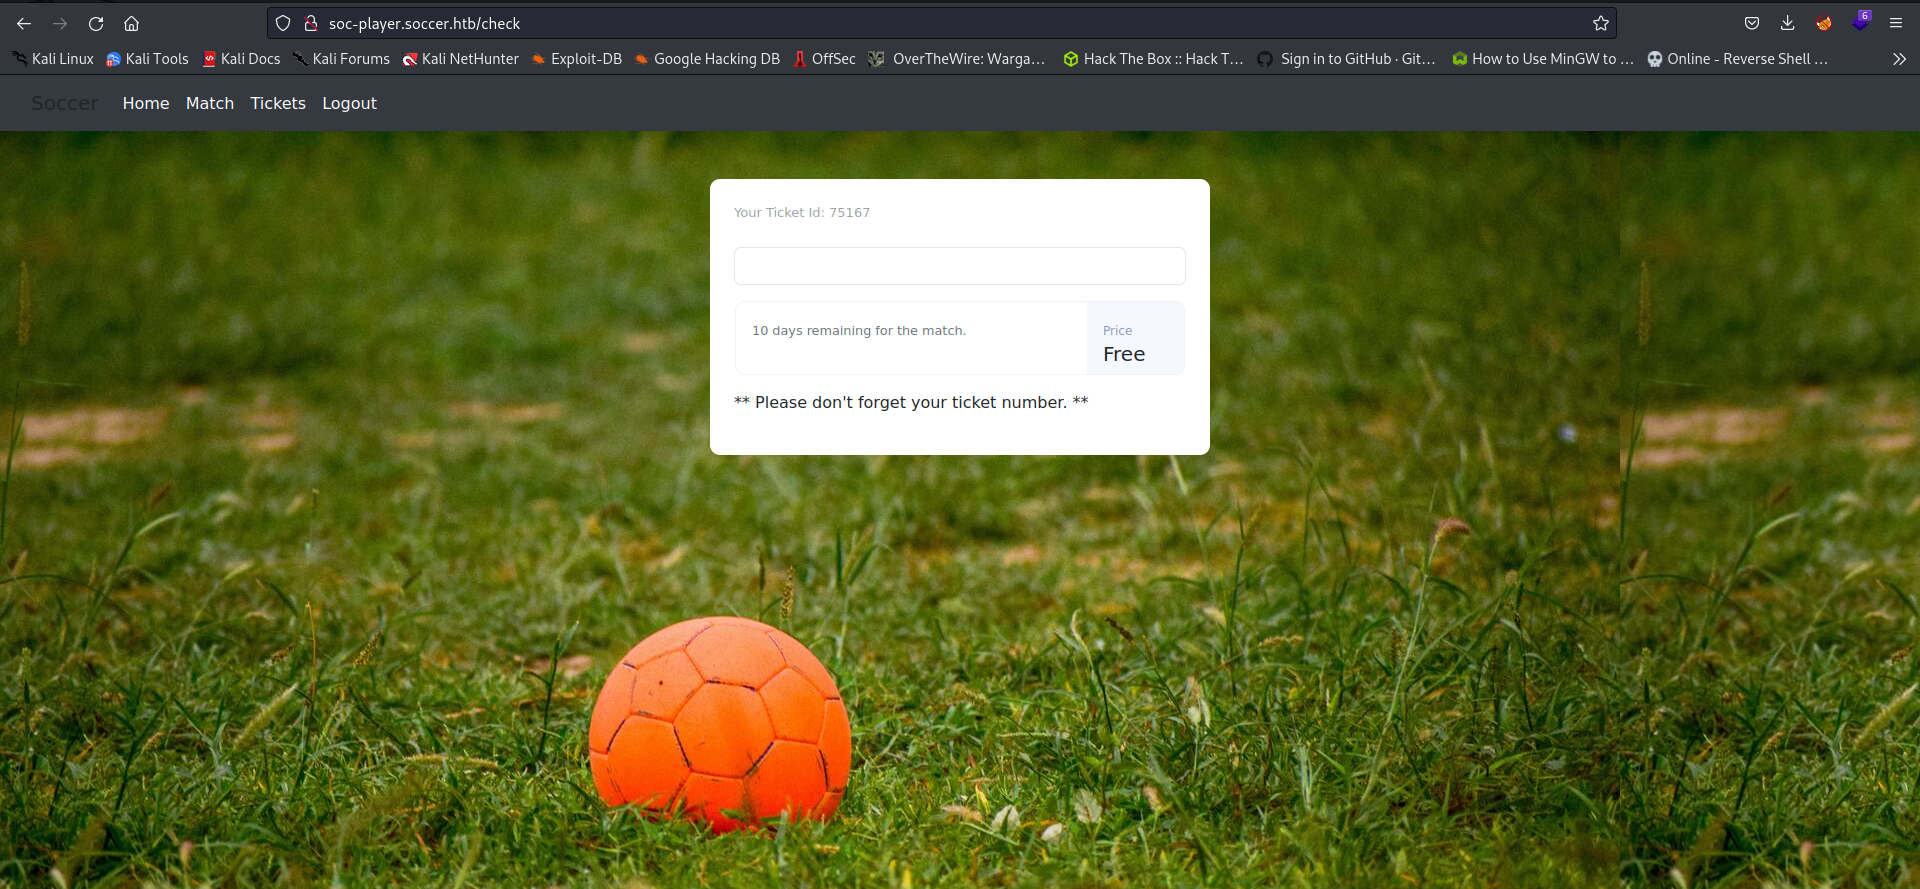 soc-player.soccer.htb/check
6
Kali Linux Kali Tools Kali Docs Kali Forums Kali NetHunter Exploit-DB Google Hacking DB OffSec OverTheWire: Warga... Hack The Box :: Hack T... Sign in to GitHub · Git... How to Use MinGW to ... Online - Reverse Shell ...
Soccer Home Match Tickets Logout
Your Ticket Id: 75167
10 days remaining for the match. Price
Free
** Please don't forget your ticket number. **